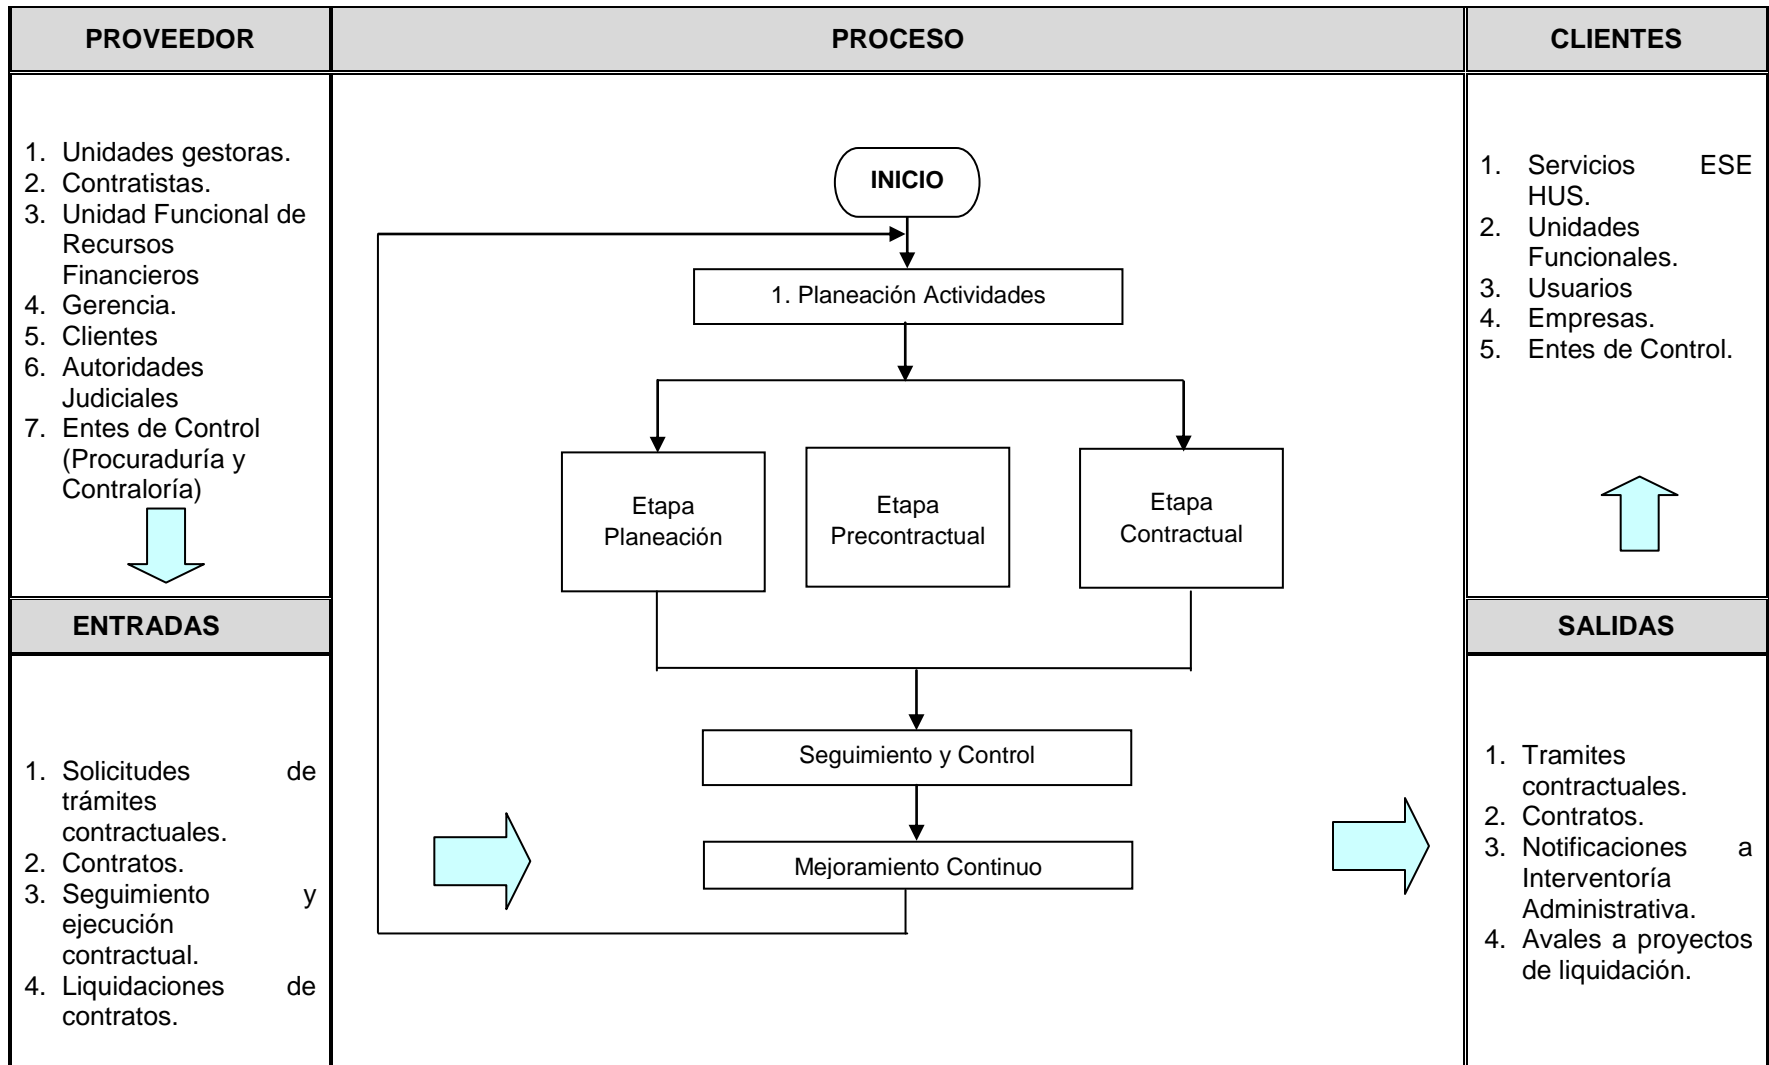 PROVEEDOR
PROCESO
CLIENTES
1. Unidades gestoras.
2. Contratistas.
3. Unidad Funcional de
Recursos
Financieros
4. Gerencia.
5. Clientes
6. Autoridades
Judiciales
7. Entes de Control
(Procuraduría y
Contraloría)
ENTRADAS
1. Solicitudes de
trámites
contractuales.
2. Contratos.
3. Seguimiento y
ejecución
contractual.
4. Liquidaciones de
contratos.
INICIO
1. Planeación Actividades
Etapa
Planeación
Etapa
Precontractual
Etapa
Contractual
Seguimiento y Control
Mejoramiento Continuo
1. Servicios ESE
HUS.
2. Unidades
Funcionales.
3. Usuarios
4. Empresas.
5. Entes de Control.
SALIDAS
1. Tramites
contractuales.
2. Contratos.
3. Notificaciones a
Interventoría
Administrativa.
4. Avales a proyectos
de liquidación.